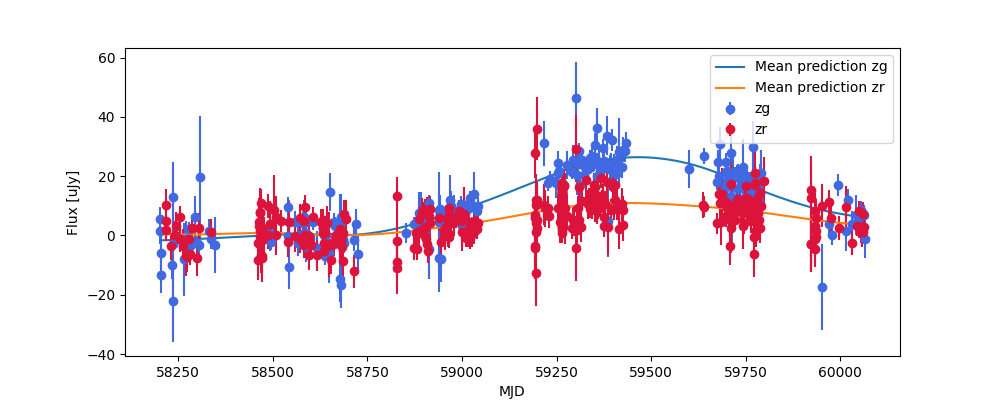 60
40
20
0
−20
−40
Flux [uJy]
58250
58500
58750
59000
59250
59500
59750
60000
MJD
Mean prediction zg
Mean prediction zr
zg
zr